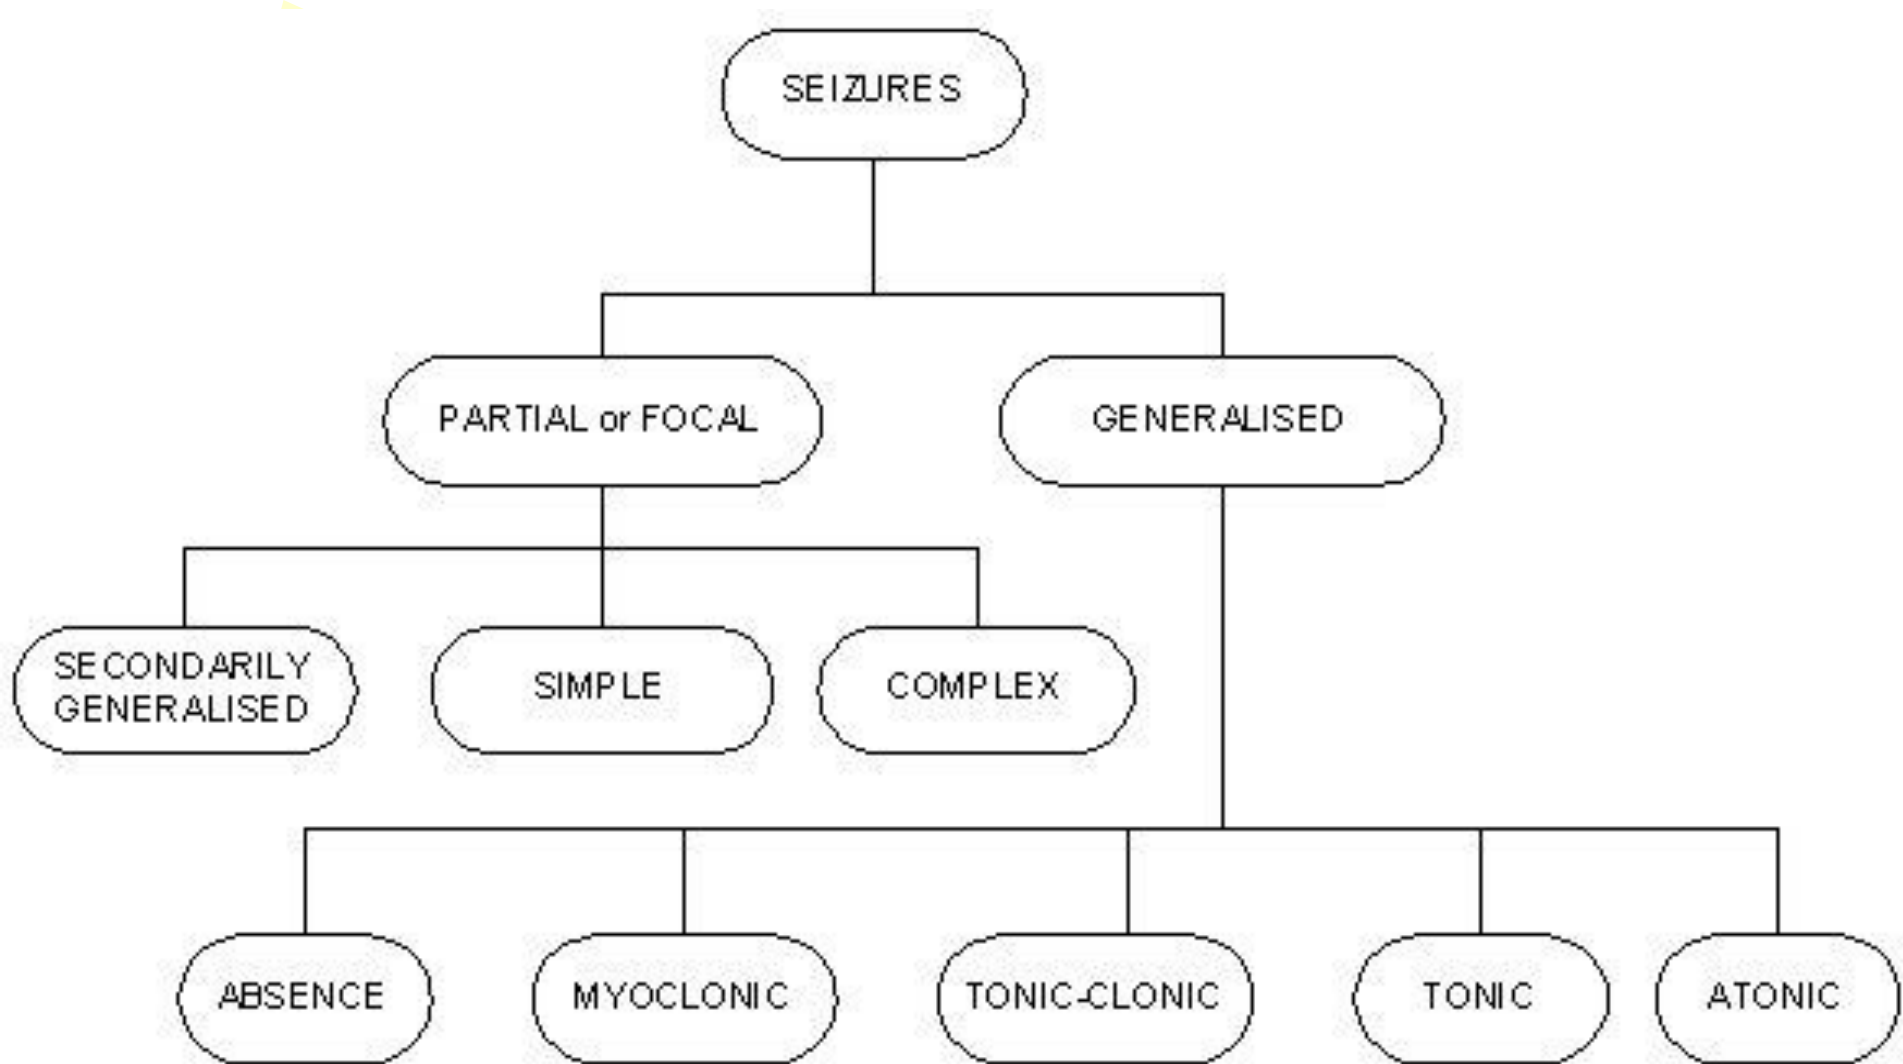 SEIZURES
PARTIAL or FOCAL
GENERALISED
SECONDARILY
GENERALISED
SIMPLE
COMPLEX
ABSENCE
MYOCLONIC
TONIC-CLONIC
TONIC
ATONIC